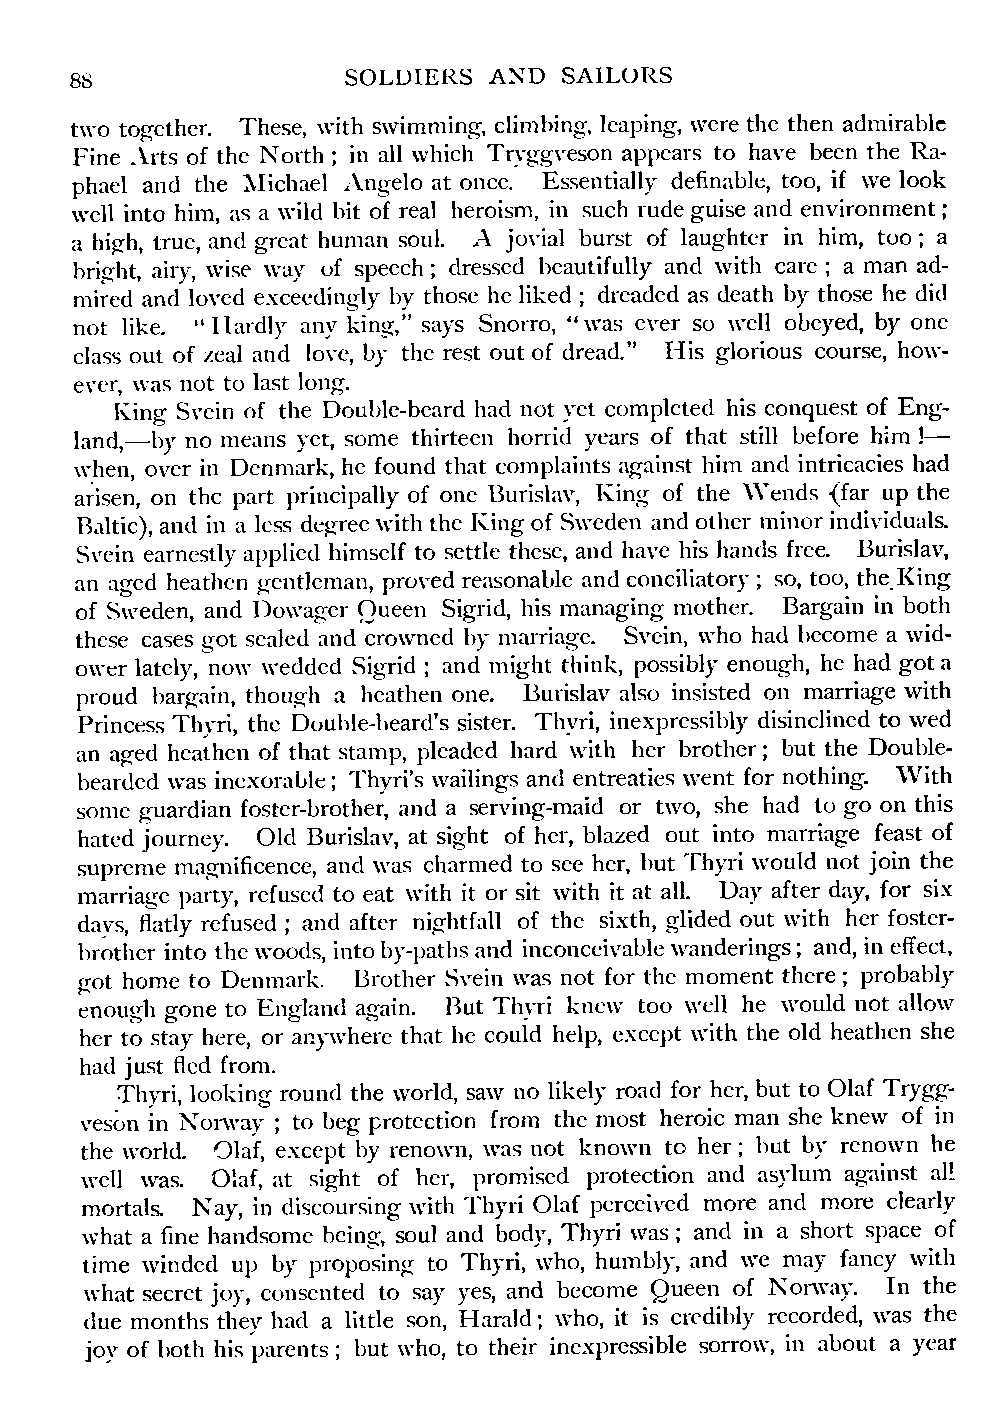 88 SOLDIERS AND SAILORS
two together. These, with swimming, climbing, leaping, were the then admirable
Fine Arts of the North ; in all which Tryggveson appears to have been the Ra-
phael and the Michael Angelo at once. Essentially definable, too, if we look
well into him, as a wild bit of real heroism, in such rude guise and environment ;
a high, true, and great human soul. A jovial burst of laughter in him, too ; a
bright, airy, wise way of speech ; dressed beautifully and with care ; a man ad-
mired and loved exceedingly by those he liked ; dreaded as death by those he did
not like. “Hardly any king,” says Snorro, “was ever so well obeyed, by one
class out of zeal and love, by the rest out of dread.” His glorious course, how-
ever, was not to last long.
King Svein of the Double-beard had not yet completed his conquest of Eng-
land,—by no means yet, some thirteen horrid years of that still before him !—
when, over in Denmark, he found that complaints against him and intricacies had
arisen, on the part principally of one Burislav, King of the Wends (far up the
Baltic), and in a less degree with the King of Sweden and other minor individuals.
Svein earnestly applied himself to settle these, and have his hands free. Burislav,
an aged heathen gentleman, proved reasonable and conciliatory ; so, too, the King
of Sweden, and Dowager Queen Sigrid, his managing mother. Bargain in both
these cases got sealed and crowned by marriage. Svein, who had become a wid-
ower lately, now wedded Sigrid ; and might think, possibly enough, he had got a
proud bargain, though a heathen one. Burislav also insisted on marriage with
Princess Thyri, the Double-beard's sister. Thyri, inexpressibly disinclined to wed
an aged heathen of that stamp, pleaded hard with her brother ; but the Double-
bearded was inexorable ; Thyri's wailings and entreaties went for nothing. With
some guardian foster-brother, and a serving-maid or two, she had to go on this
hated journey. Old Burislav, at sight of her, blazed out into marriage feast of
supreme magnificence, and was charmed to see her, but Thyri would not join the
marriage party, refused to eat with it or sit with it at all. Day after day, for six
days, flatly refused ; and after nightfall of the sixth, glided out with her foster-
brother into the woods, into by-paths and inconceivable wanderings ; and, in effect,
got home to Denmark. Brother Svein was not for the moment there ; probably
enough gone to England again. But Thyri knew too well he would not allow
her to stay here, or anywhere that he could help, except with the old heathen she
had just fled from.
Thyri, looking round the world, saw no likely road for her, but to Olaf Trygg-
veson in Norway ; to beg protection from the most heroic man she knew of in
the world. Olaf, except by renown, was not known to her ; but by renown he
well was. Olaf, at sight of her, promised protection and asylum against all
mortals. Nay, in discoursing with Thyri Olaf perceived more and more clearly
what a fine handsome being, soul and body, Thyri was ; and in a short space of
time winded up by proposing to Thyri, who, humbly, and we may fancy with
what secret joy, consented to say yes, and become Queen of Norway. In the
due months they had a little son, Harald ; who, it is credibly recorded, was the
joy of both his parents ; but who, to their inexpressible sorrow, in about a year